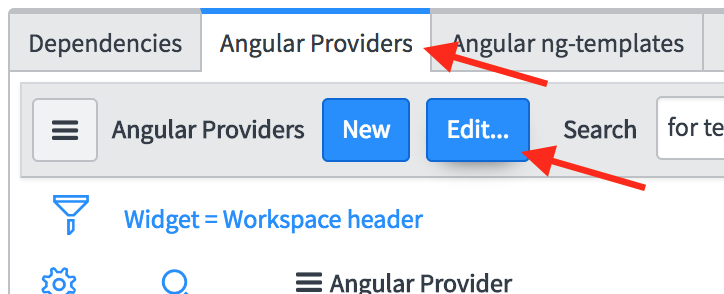 Dependencies Angular Providers Angular ng-templates
Angular Providers New Edit... Search for te
Widget = Workspace header
Angular Provider